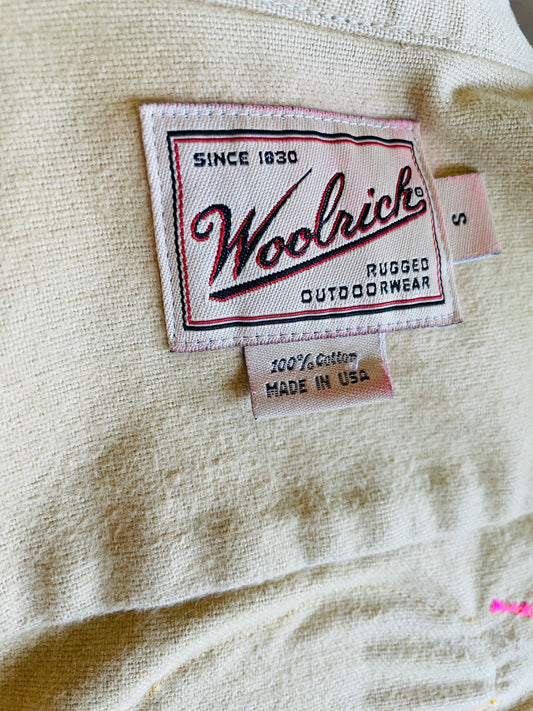 SINCE 1830
Woolrich®
RUGGED
OUTDOORWEAR
S
100% Cotton
MADE IN USA